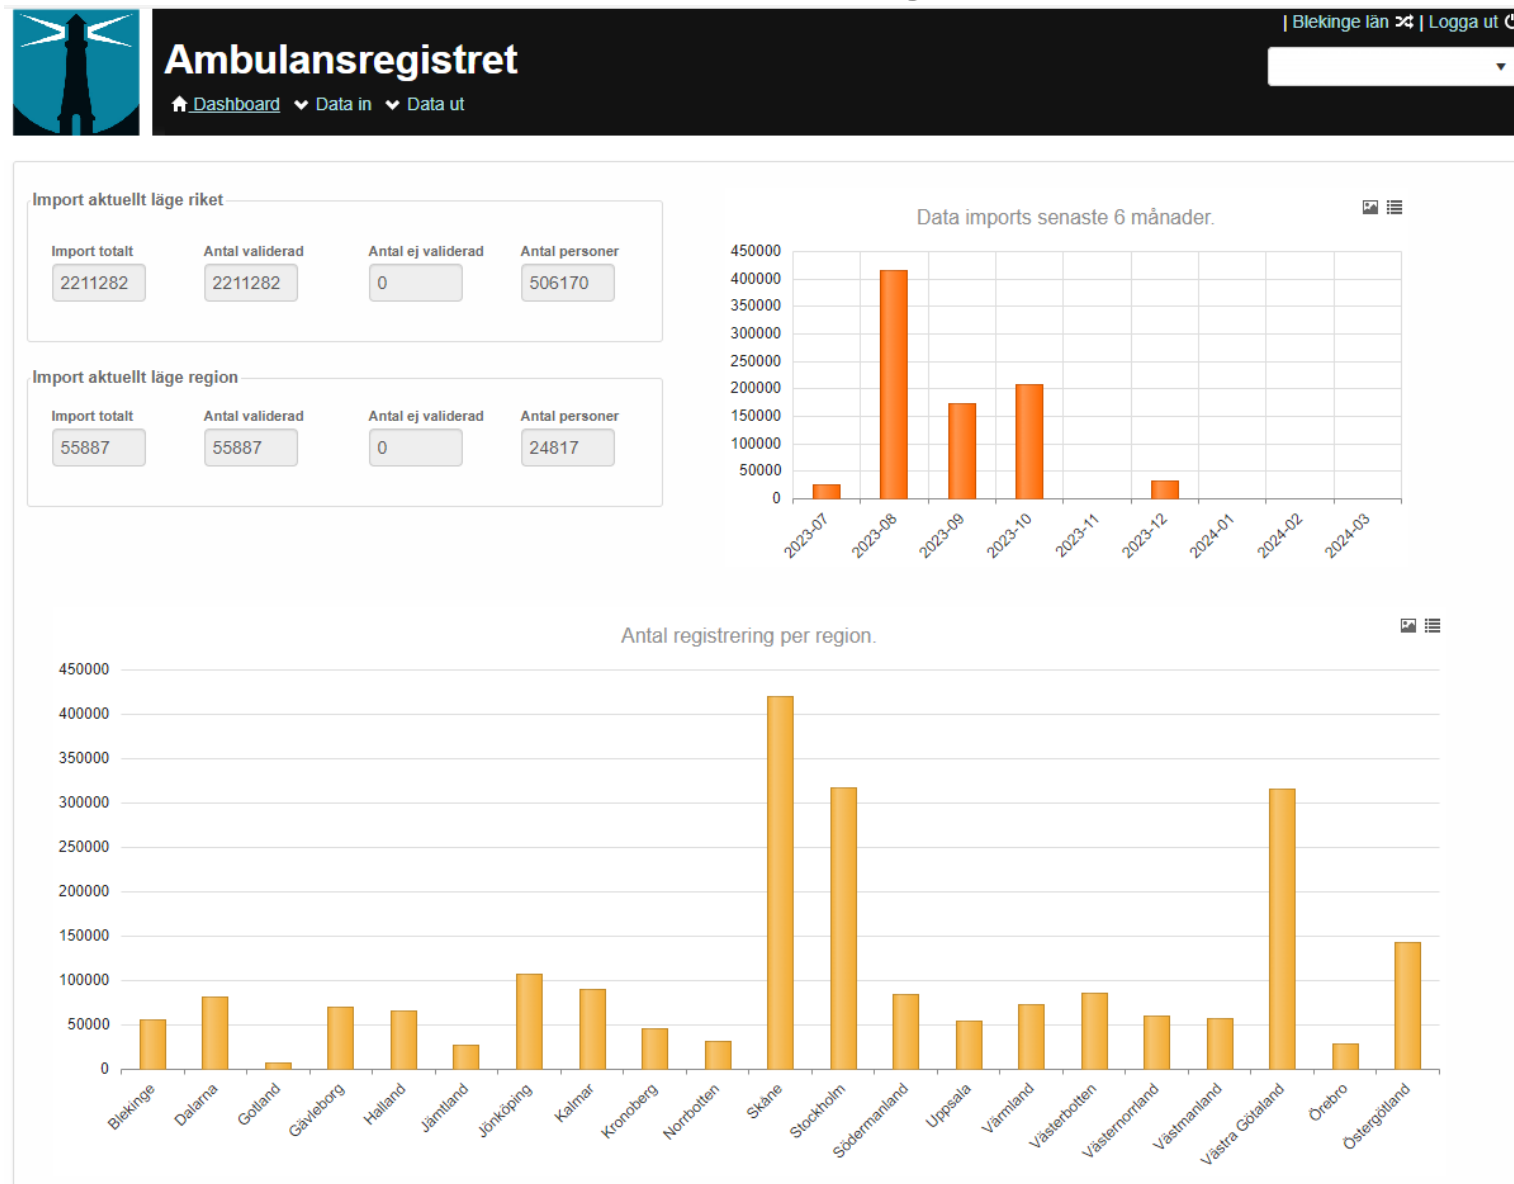 | Blekinge län | Logga ut
Ambulansregistret
Dashboard Data in Data ut
Import aktuellt läge riket
Import totalt Antal validerad Antal ej validerad Antal personer
2211282 2211282 0 506170
Import aktuellt läge region
Import totalt Antal validerad Antal ej validerad Antal personer
55887 55887 0 24817
Data imports senaste 6 månader.
450000
400000
350000
300000
250000
200000
150000
100000
50000
0
2023-07 2023-08 2023-09 2023-10 2023-11 2023-12 2024-01 2024-02 2024-03
Antal registrering per region.
450000
400000
350000
300000
250000
200000
150000
100000
50000
0
Blekinge Dalarna Gotland Gävleborg Halland Jämtland Jönköping Kalmar Kronoberg Norrbotten Skåne Stockholm Södermanland Uppsala Värmland Västerbotten Västernorrland Västmanland Västra Götaland Örebro Östergötland